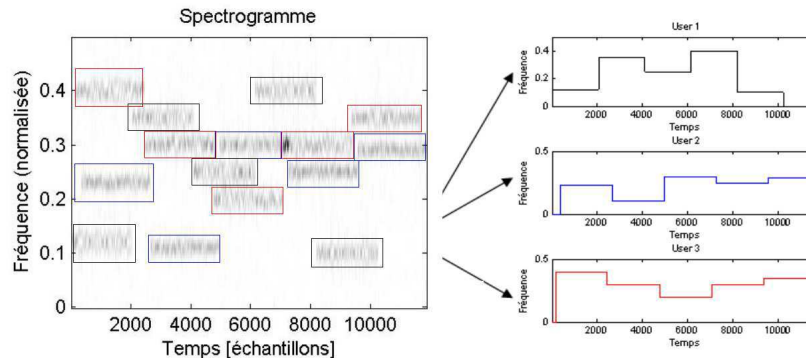 Spectrogramme
Fréquence (normalisée)
0.4
0.3
0.2
0.1
0
2000 4000 6000 8000 10000
Temps [échantillons]
User 1
Fréquence
0.4
0.2
0
2000 4000 6000 8000 10000
Temps
User 2
Fréquence
0.5
0
2000 4000 6000 8000 10000
Temps
User 3
Fréquence
0.5
0
2000 4000 6000 8000 10000
Temps